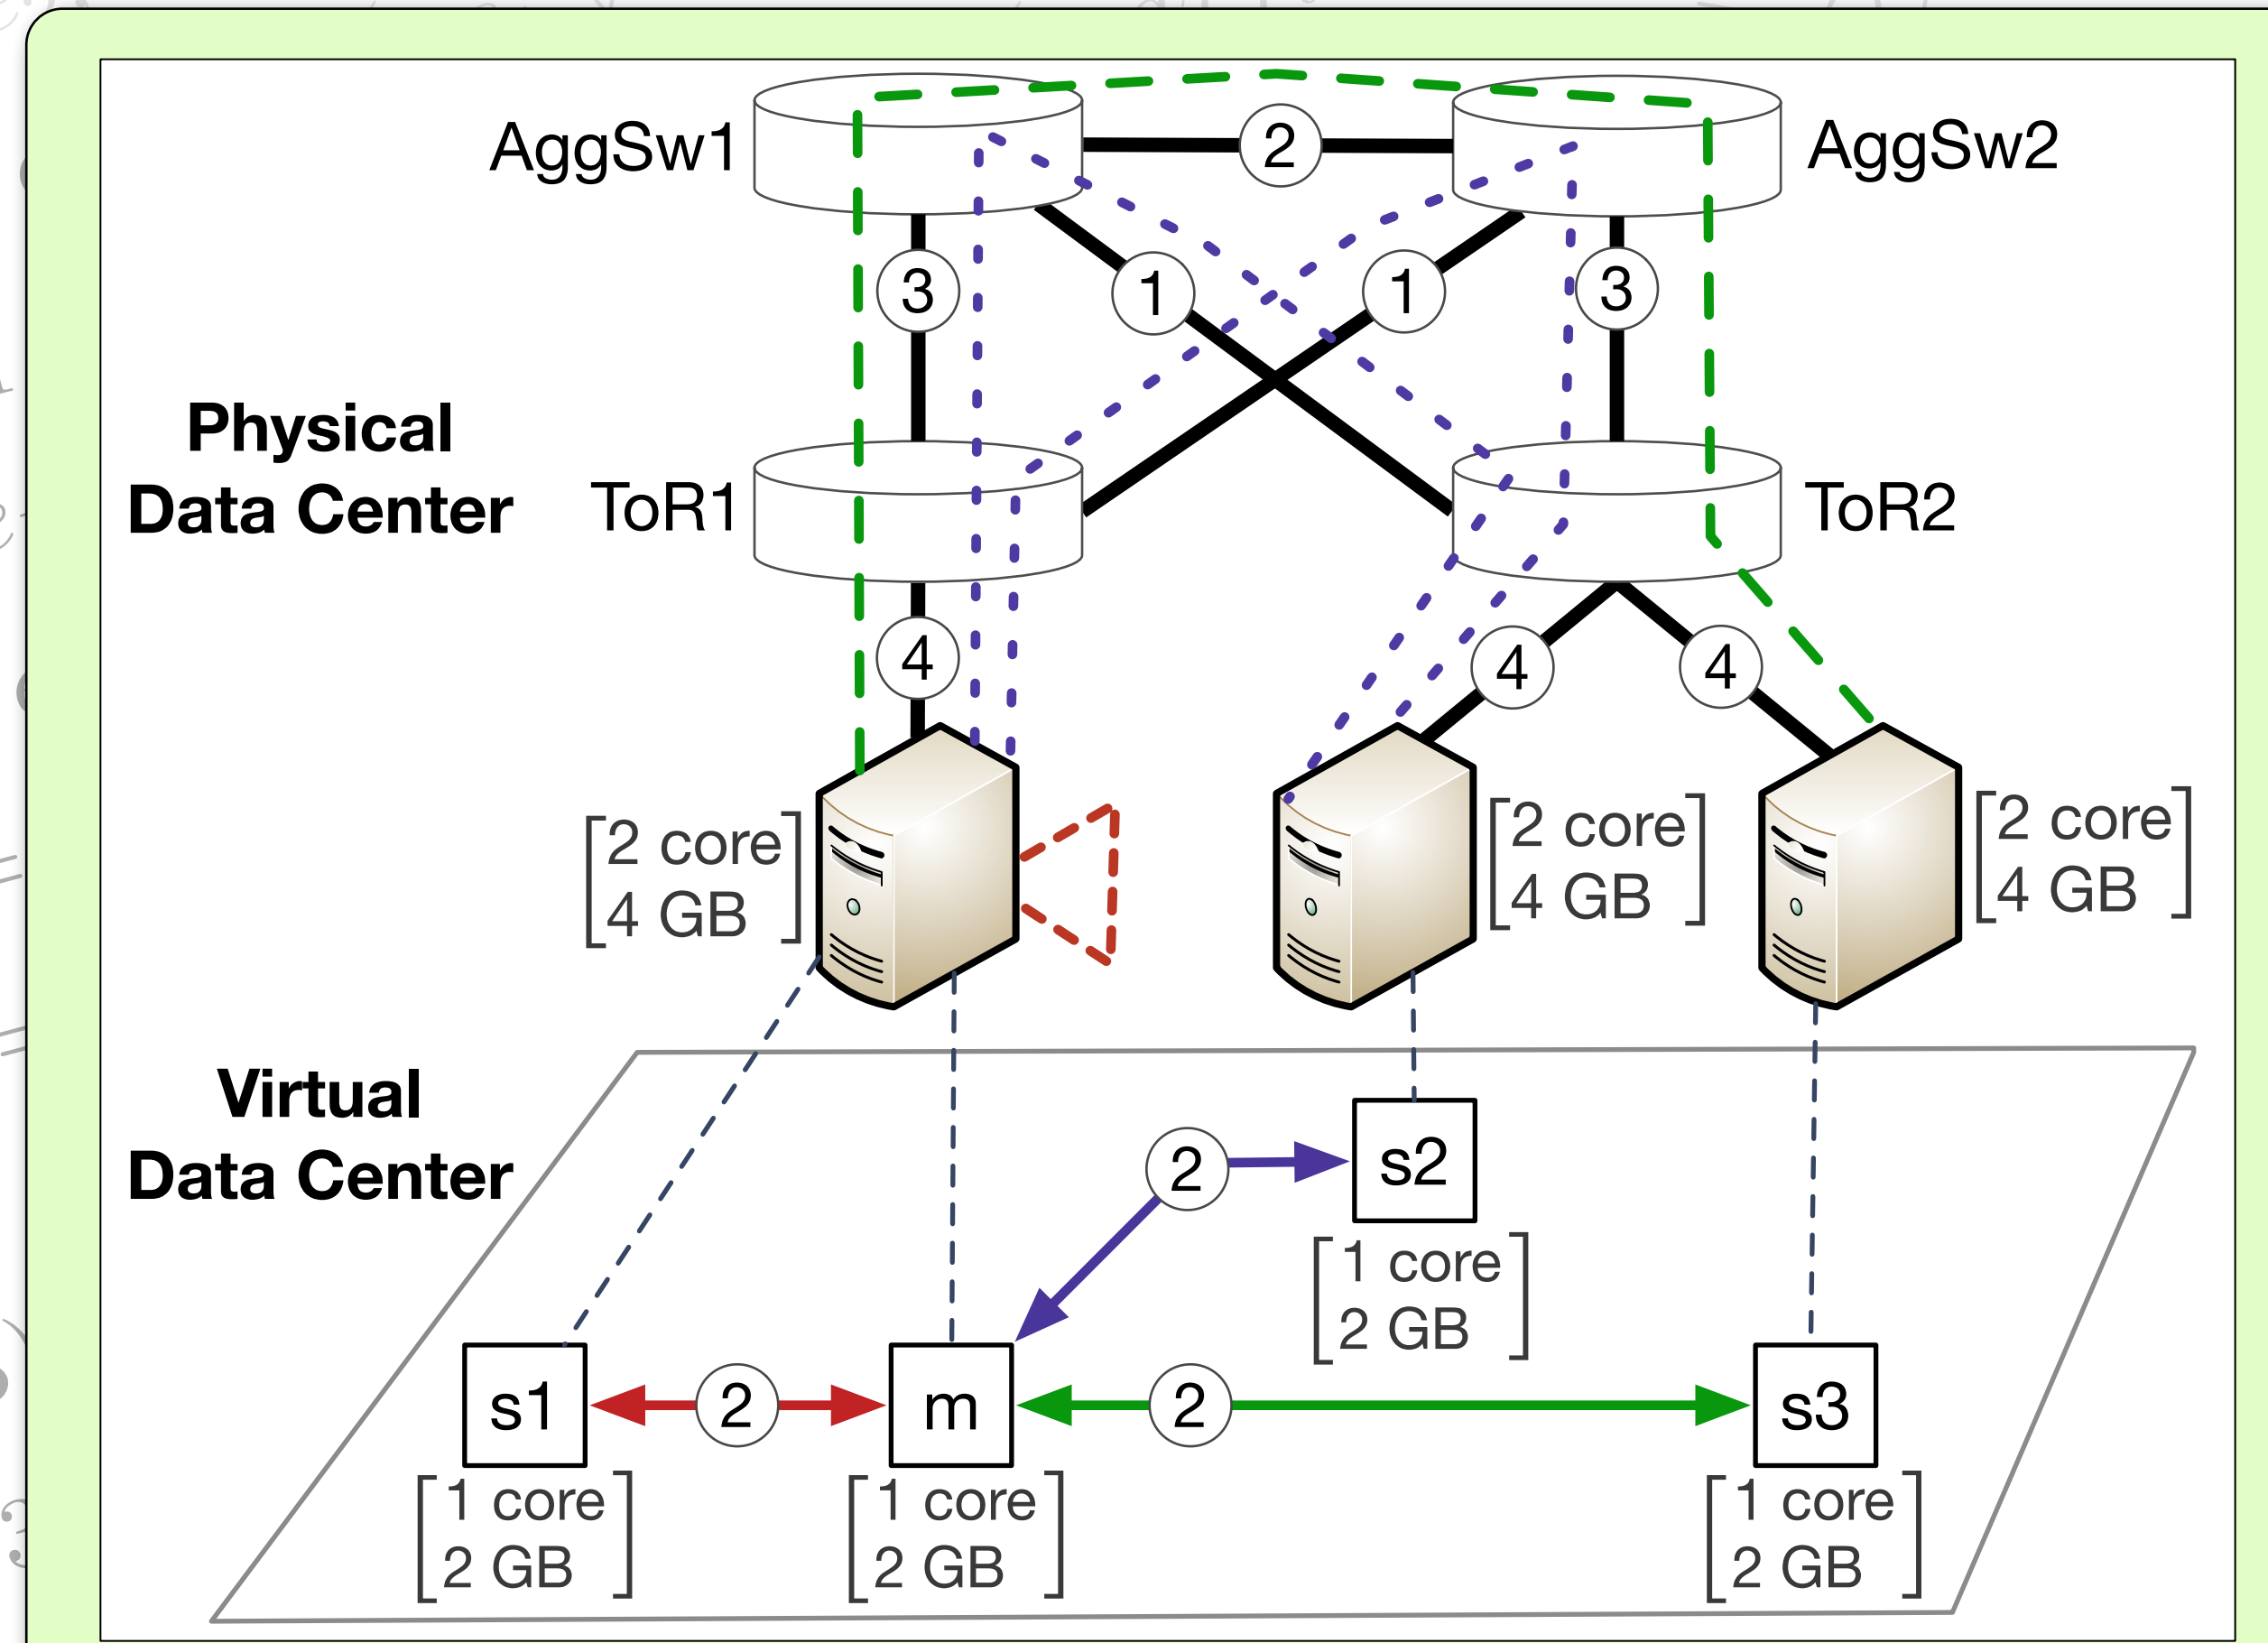 AggSw1
2
AggSw2
3
1
1
3
Physical
Data Center
ToR1
ToR2
4
4
4
2 core
4 GB
2 core
4 GB
2 core
4 GB
Virtual
Data Center
2
s2
1 core
2 GB
s1
2
m
2
s3
1 core
2 GB
1 core
2 GB
1 core
2 GB